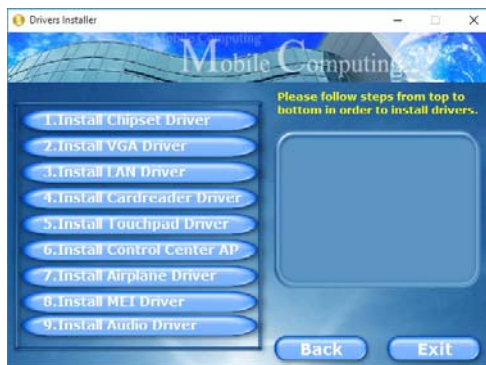 Drivers Installer
Mobile Computing
Mobile Computing
Please follow steps from top to
bottom in order to install drivers.
1.Install Chipset Driver
2.Install VGA Driver
3.Install LAN Driver
4.Install Cardreader Driver
5.Install Touchpad Driver
6.Install Control Center AP
7.Install Airplane Driver
8.Install MEI Driver
9.Install Audio Driver
Back
Exit